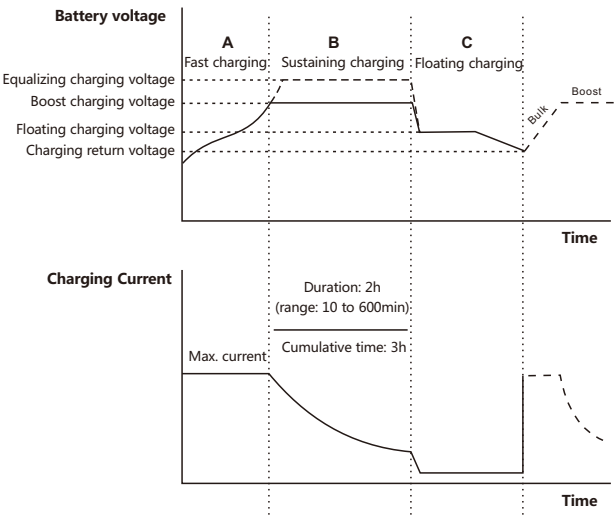 Battery voltage
A
B
C
Fast charging
Sustaining charging
Floating charging
Equalizing charging voltage
Boost charging voltage
Floating charging voltage
Charging return voltage
Bulk
Boost
Time
Charging Current
Duration: 2h
(range: 10 to 600min)
Cumulative time: 3h
Max. current
Time